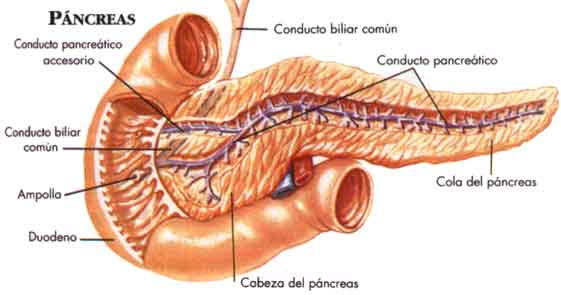 PÁNCREAS
Conducto pancreático
accesorio
Conducto biliar común
Conducto pancreático
Conducto biliar
común
Ampolla
Cola del páncreas
Duodeno
Cabeza del páncreas